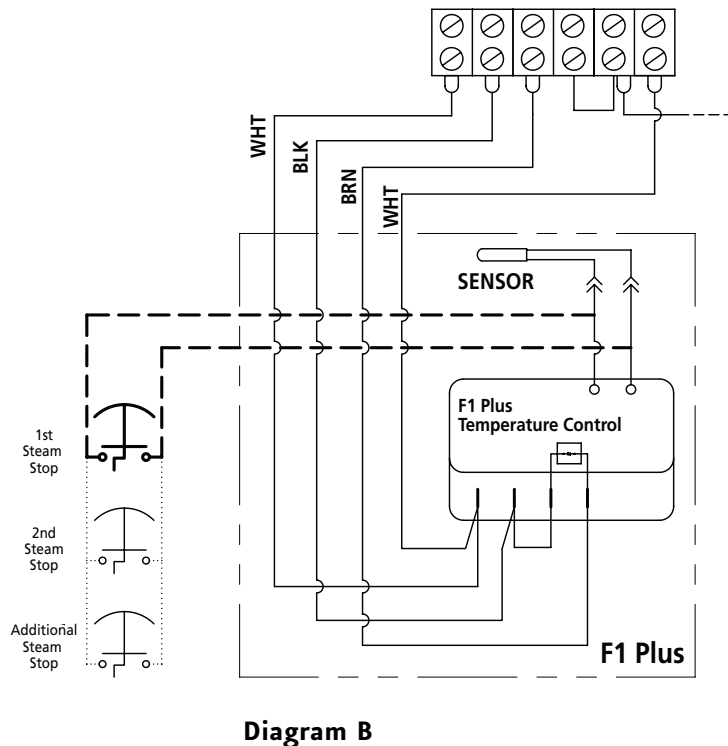 WHT
BLK
BRN
WHT
SENSOR
F1 Plus
Temperature Control
1st
Steam
Stop
2nd
Steam
Stop
Additional
Steam
Stop
F1 Plus
Diagram B